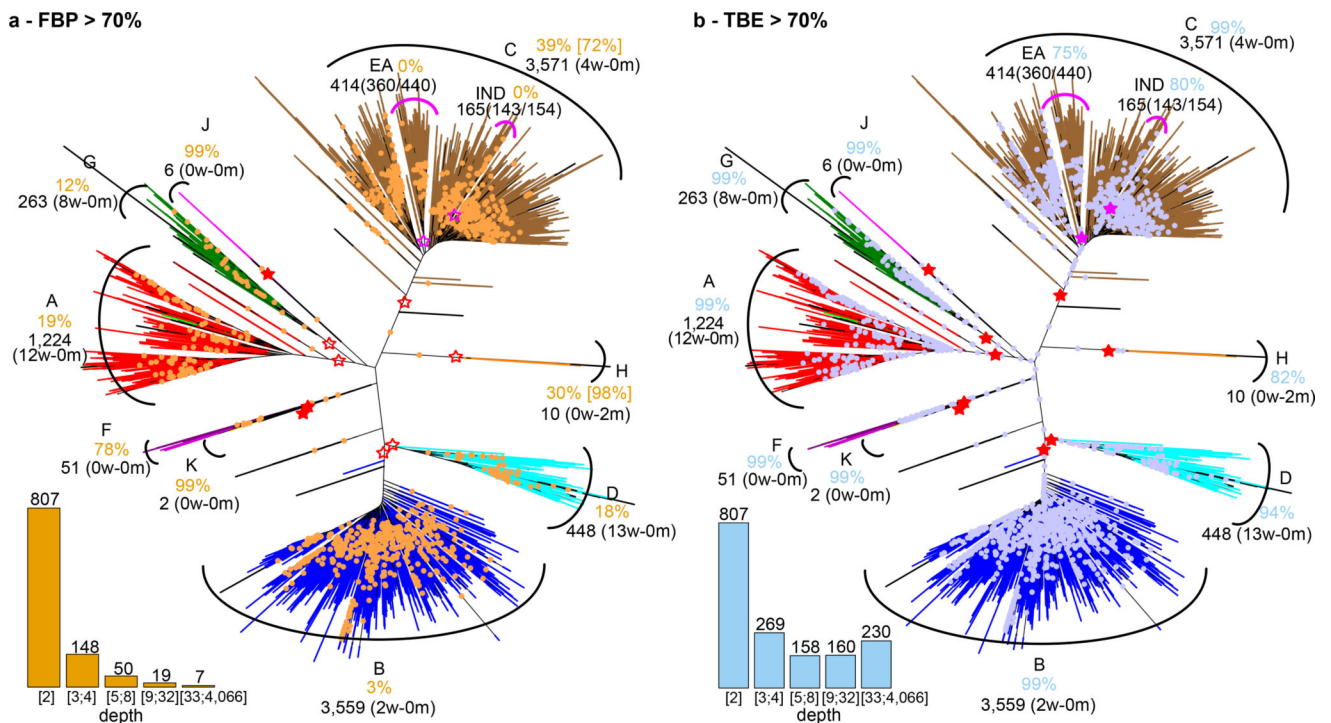 a - FBP > 70%
C 39% [72%]
3,571 (4w-0m)
EA 0%
414(360/440)
IND 0%
165(143/154)
J
99%
6 (0w-0m)
G
12%
263 (8w-0m)
A
19%
1,224
(12w-0m)
H
30% [98%]
10 (0w-2m)
F
78%
51 (0w-0m)
K
99%
2 (0w-0m)
D
18%
448 (13w-0m)
B
3%
3,559 (2w-0m)
807
148
50
19
7
[2]
[3;4]
[5;8]
[9;32]
[33;4,066]
depth
b - TBE > 70%
C 99%
3,571 (4w-0m)
EA 75%
414(360/440)
IND 80%
165(143/154)
J
99%
6 (0w-0m)
G
99%
263 (8w-0m)
A
99%
1,224
(12w-0m)
H
82%
10 (0w-2m)
F
99%
51 (0w-0m)
K
99%
2 (0w-0m)
D
94%
448 (13w-0m)
B
99%
3,559 (2w-0m)
807
269
158
160
230
[2]
[3;4]
[5;8]
[9;32]
[33;4,066]
depth